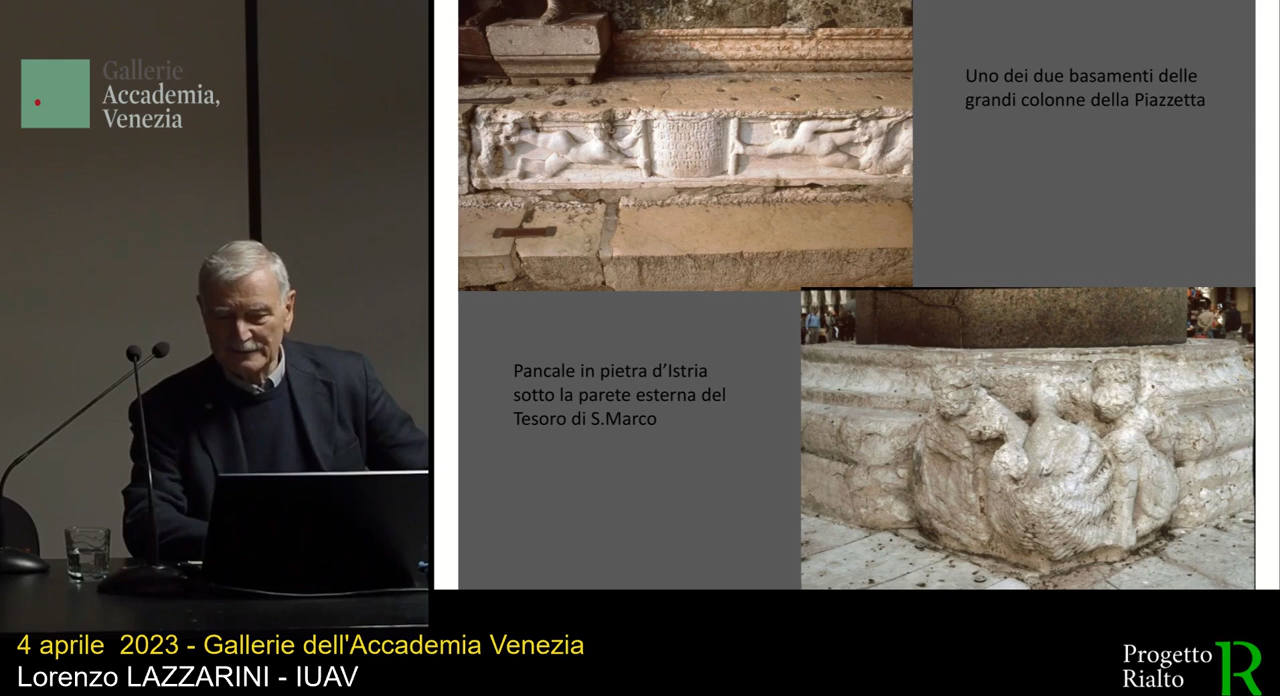 Gallerie
Accademia,
Venezia
Uno dei due basamenti delle
grandi colonne della Piazzetta
Pancale in pietra d'Istria
sotto la parete esterna del
Tesoro di S.Marco
4 aprile 2023 - Gallerie dell'Accademia Venezia
Lorenzo LAZZARINI - IUAV
Progetto
Rialto
R